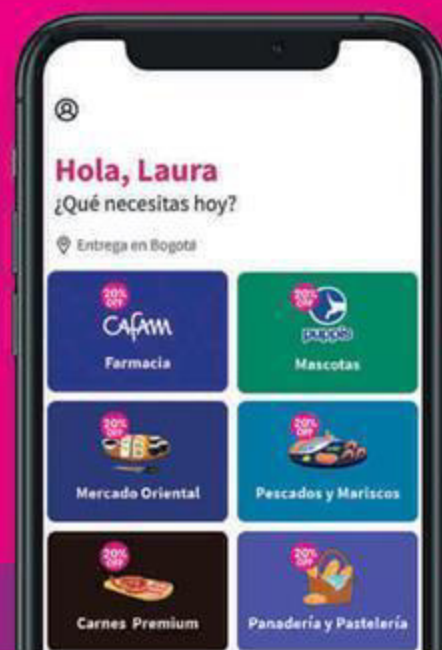 Hola, Laura
¿Qué necesitas hoy?
Entrega en Bogotá
20%
OFF
CAFAM
Farmacia
20%
OFF
puppis
Mascotas
20%
OFF
Mercado Oriental
20%
OFF
Pescados y Mariscos
20%
OFF
Carnes Premium
20%
OFF
Panadería y Pastelería